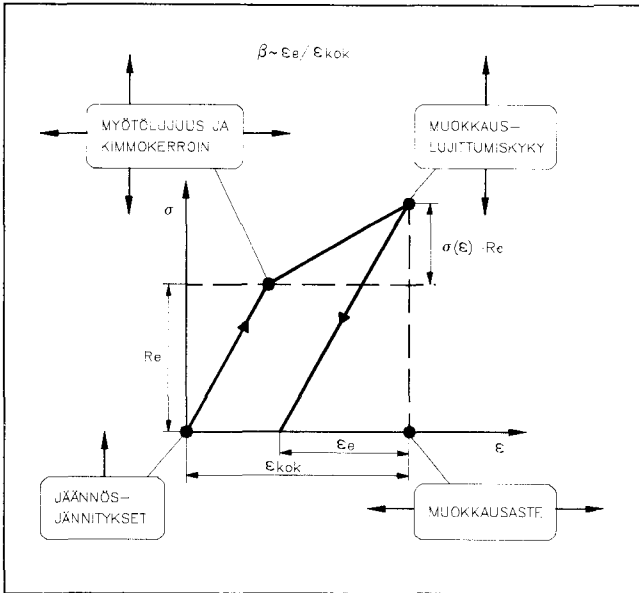 β~εe/εkok
MYÖTÖLUJUUS JA
KIMMOKERROIN
MUOKKAUS–
LUJITTUMISKYKY
σ
σ(ε) -Re
Re
εe
ε
εkok
JÄÄNNÖS–
JÄNNITYKSET
MUOKKAUSASTE